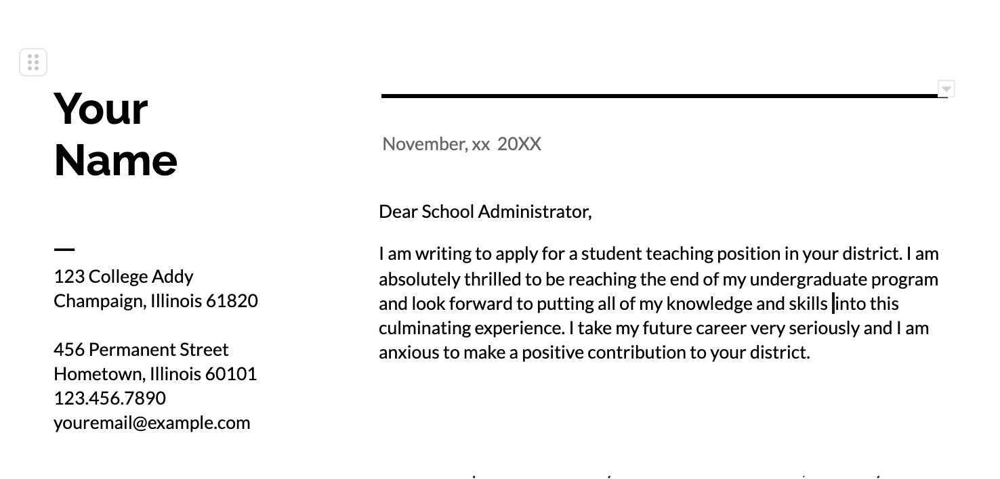 Your
Name
123 College Addy
Champaign, Illinois 61820
456 Permanent Street
Hometown, Illinois 60101
123.456.7890
youremail@example.com
November, xx  20XX
Dear School Administrator,
I am writing to apply for a student teaching position in your district. I am
absolutely thrilled to be reaching the end of my undergraduate program
and look forward to putting all of my knowledge and skills into this
culminating experience. I take my future career very seriously and I am
anxious to make a positive contribution to your district.